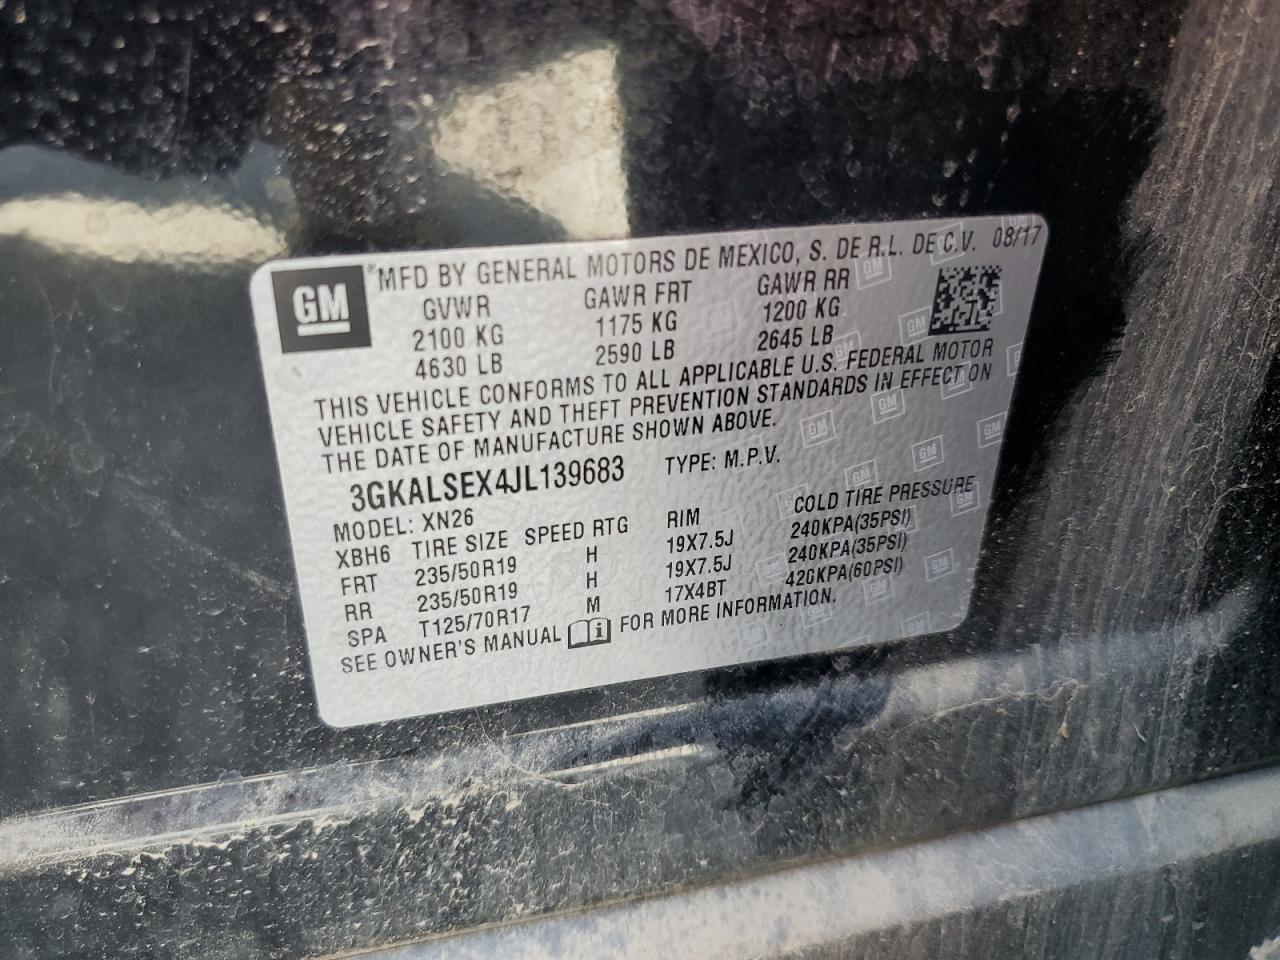 GM ®MFD BY GENERAL MOTORS DE MEXICO, S. DE R.L. DE C.V. 08/17
GVWR GAWR FRT GAWR RR
2100 KG 1175 KG 1200 KG
4630 LB 2590 LB 2645 LB
THIS VEHICLE CONFORMS TO ALL APPLICABLE U.S. FEDERAL MOTOR
VEHICLE SAFETY AND THEFT PREVENTION STANDARDS IN EFFECT ON
THE DATE OF MANUFACTURE SHOWN ABOVE.
3GKALSEX4JL139683 TYPE: M.P.V.
MODEL: XN26
XBH6 TIRE SIZE SPEED RTG RIM COLD TIRE PRESSURE
FRT 235/50R19 H 19X7.5J 240KPA(35PSI)
RR 235/50R19 H 19X7.5J 240KPA(35PSI)
SPA T125/70R17 M 17X4BT 420KPA(60PSI)
SEE OWNER'S MANUAL i FOR MORE INFORMATION.